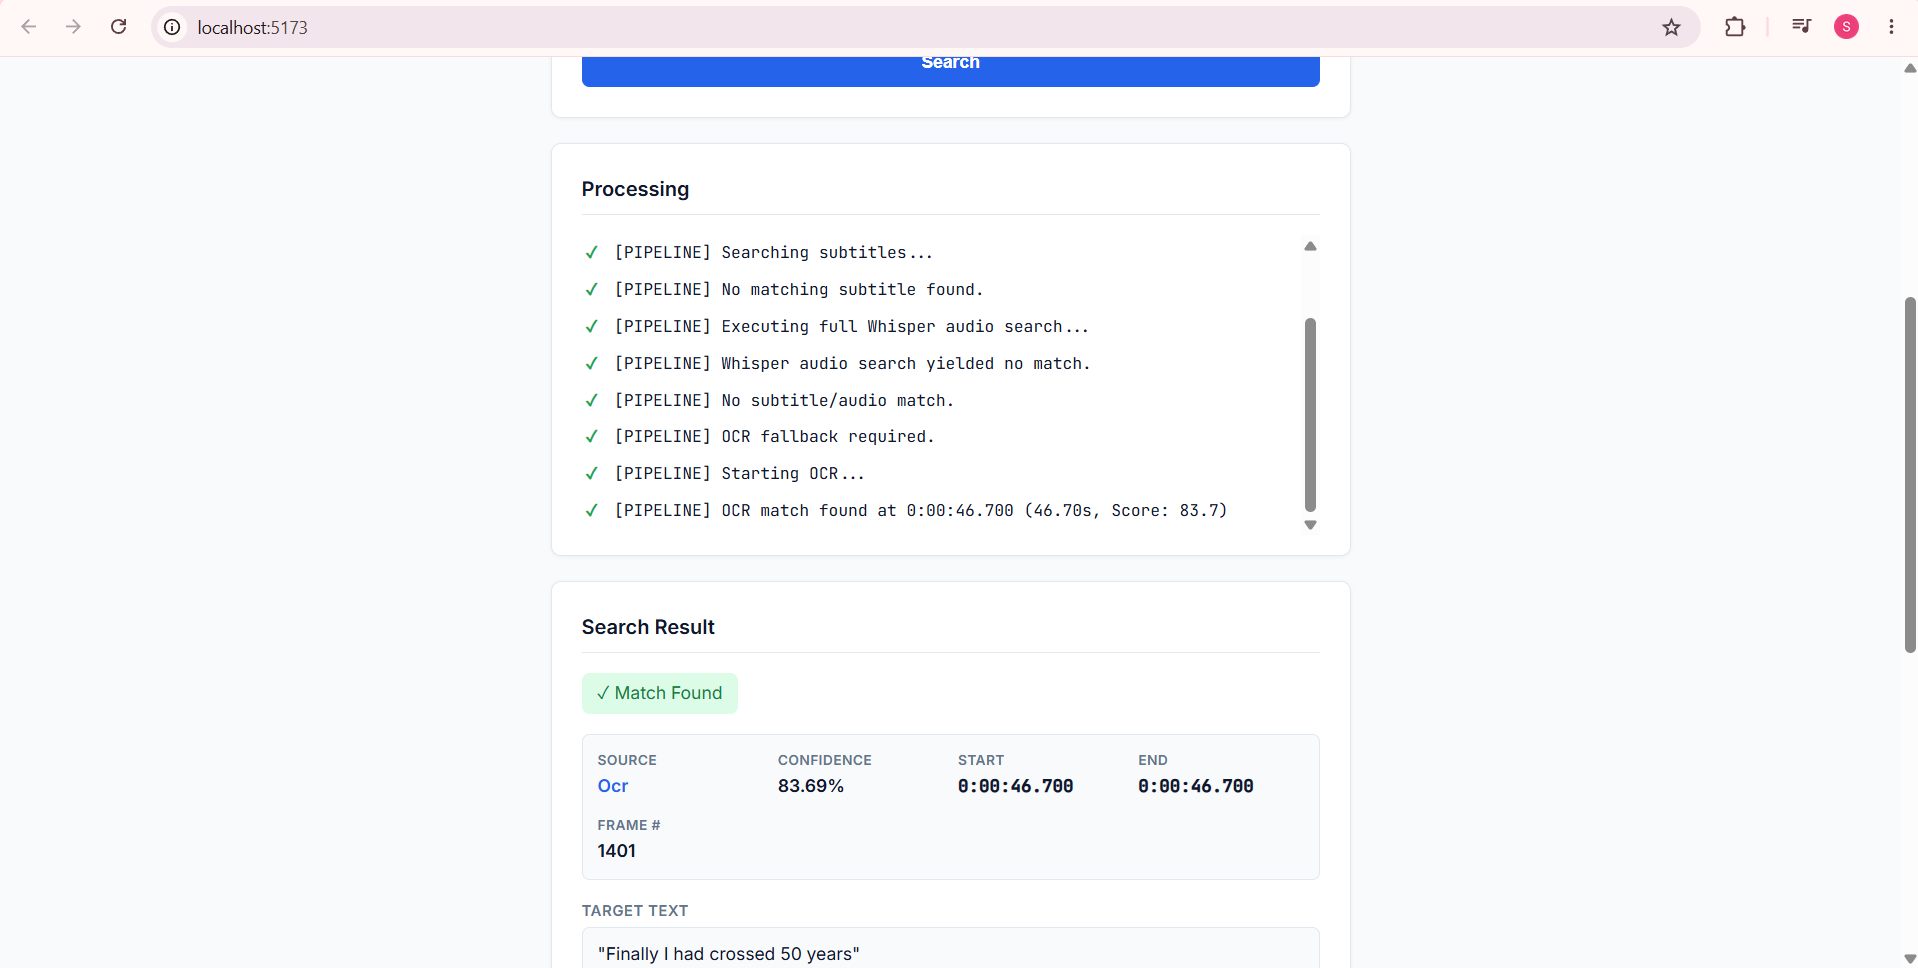 localhost:5173
S
Search
Processing
✓ [PIPELINE] Searching subtitles...
✓ [PIPELINE] No matching subtitle found.
✓ [PIPELINE] Executing full Whisper audio search...
✓ [PIPELINE] Whisper audio search yielded no match.
✓ [PIPELINE] No subtitle/audio match.
✓ [PIPELINE] OCR fallback required.
✓ [PIPELINE] Starting OCR...
✓ [PIPELINE] OCR match found at 0:00:46.700 (46.70s, Score: 83.7)
Search Result
✓ Match Found
SOURCE CONFIDENCE START END
Ocr 83.69% 0:00:46.700 0:00:46.700
FRAME #
1401
TARGET TEXT
"Finally I had crossed 50 years"